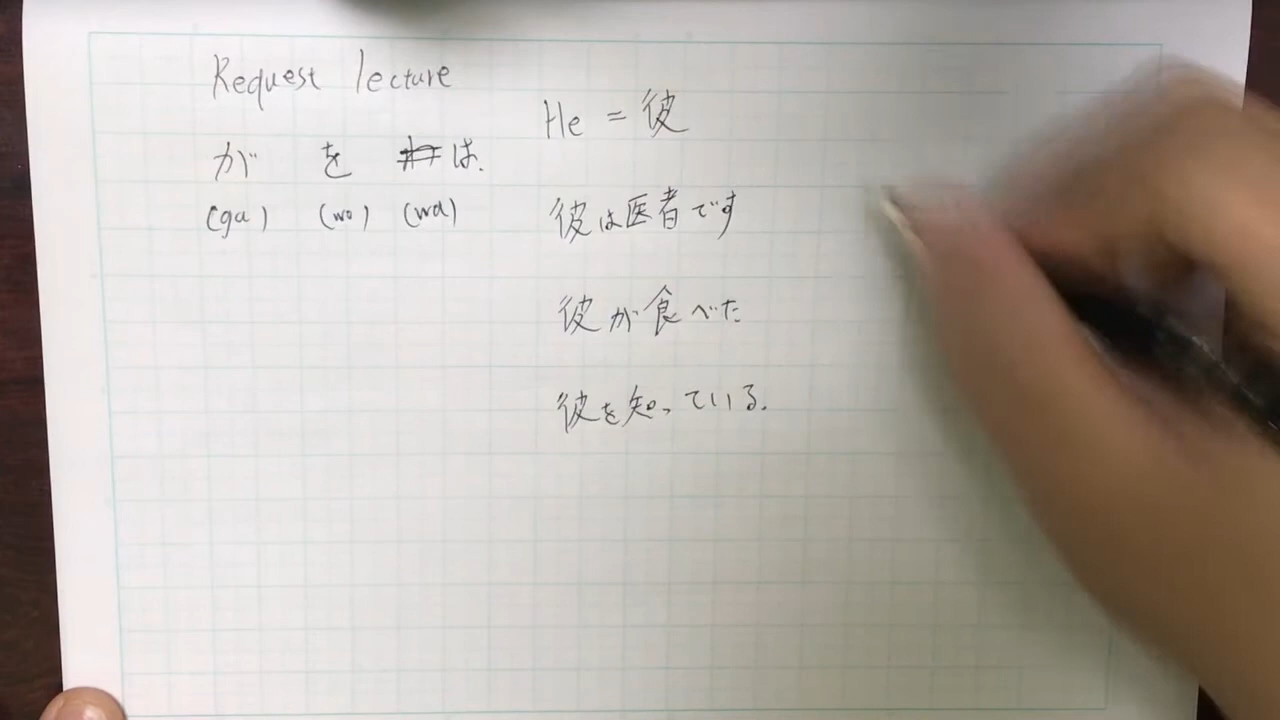 Request lecture
が を は.
(ga) (wo) (wa)
He = 彼
彼は医者です
彼が食べた
彼を知っている.